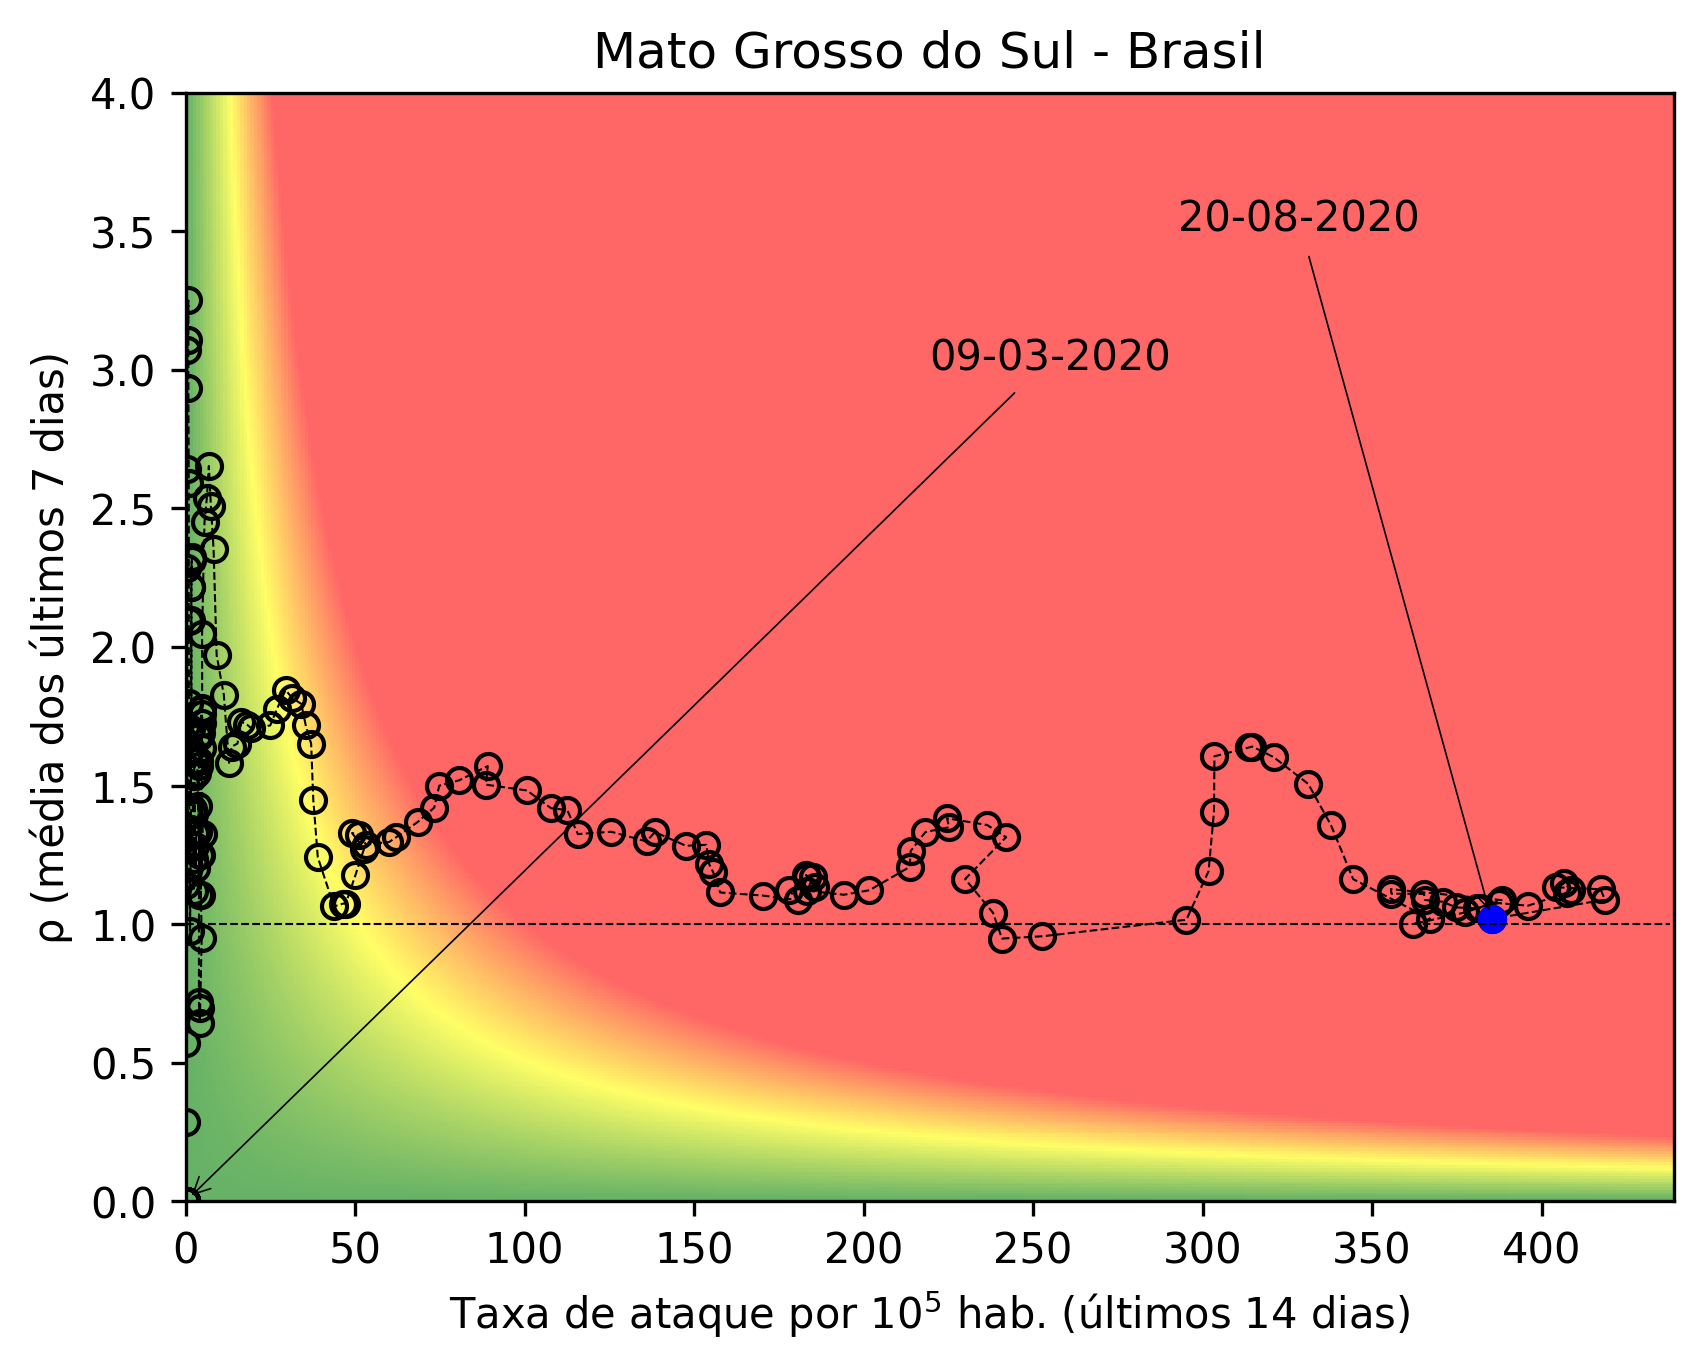 Mato Grosso do Sul - Brasil
4.0
3.5
3.0
2.5
2.0
1.5
1.0
0.5
0.0
ρ (média dos últimos 7 dias)
20-08-2020
09-03-2020
0 50 100 150 200 250 300 350 400
Taxa de ataque por 10⁵ hab. (últimos 14 dias)